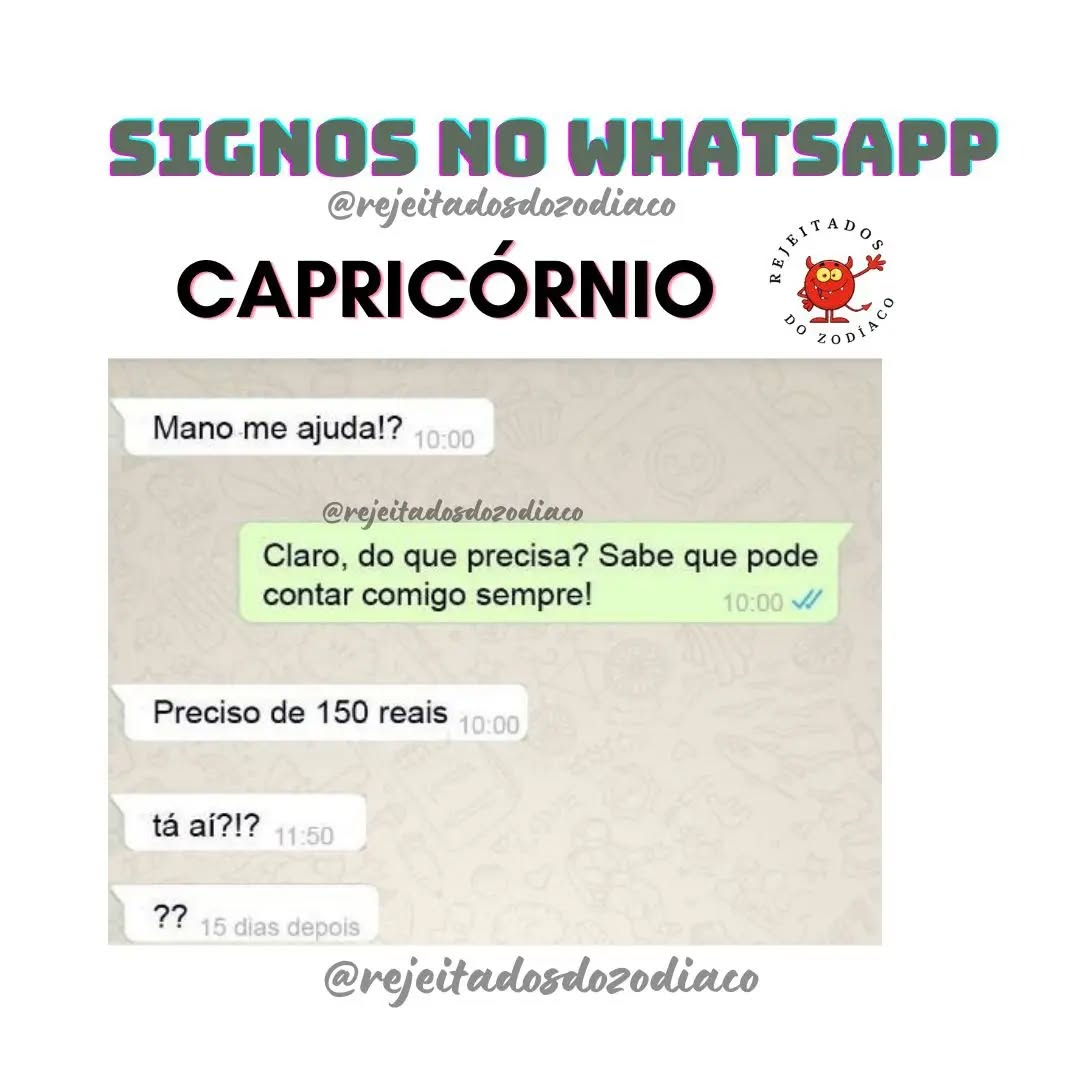 SIGNOS NO WHATSAPP
@rejeitadosdozodiaco
CAPRICÓRNIO
REJEITADOS
DO ZODÍACO
Mano me ajuda!? 10:00
@rejeitadosdozodiaco
Claro, do que precisa? Sabe que pode
contar comigo sempre! 10:00
Preciso de 150 reais 10:00
tá aí?!? 11:50
?? 15 dias depois
@rejeitadosdozodiaco